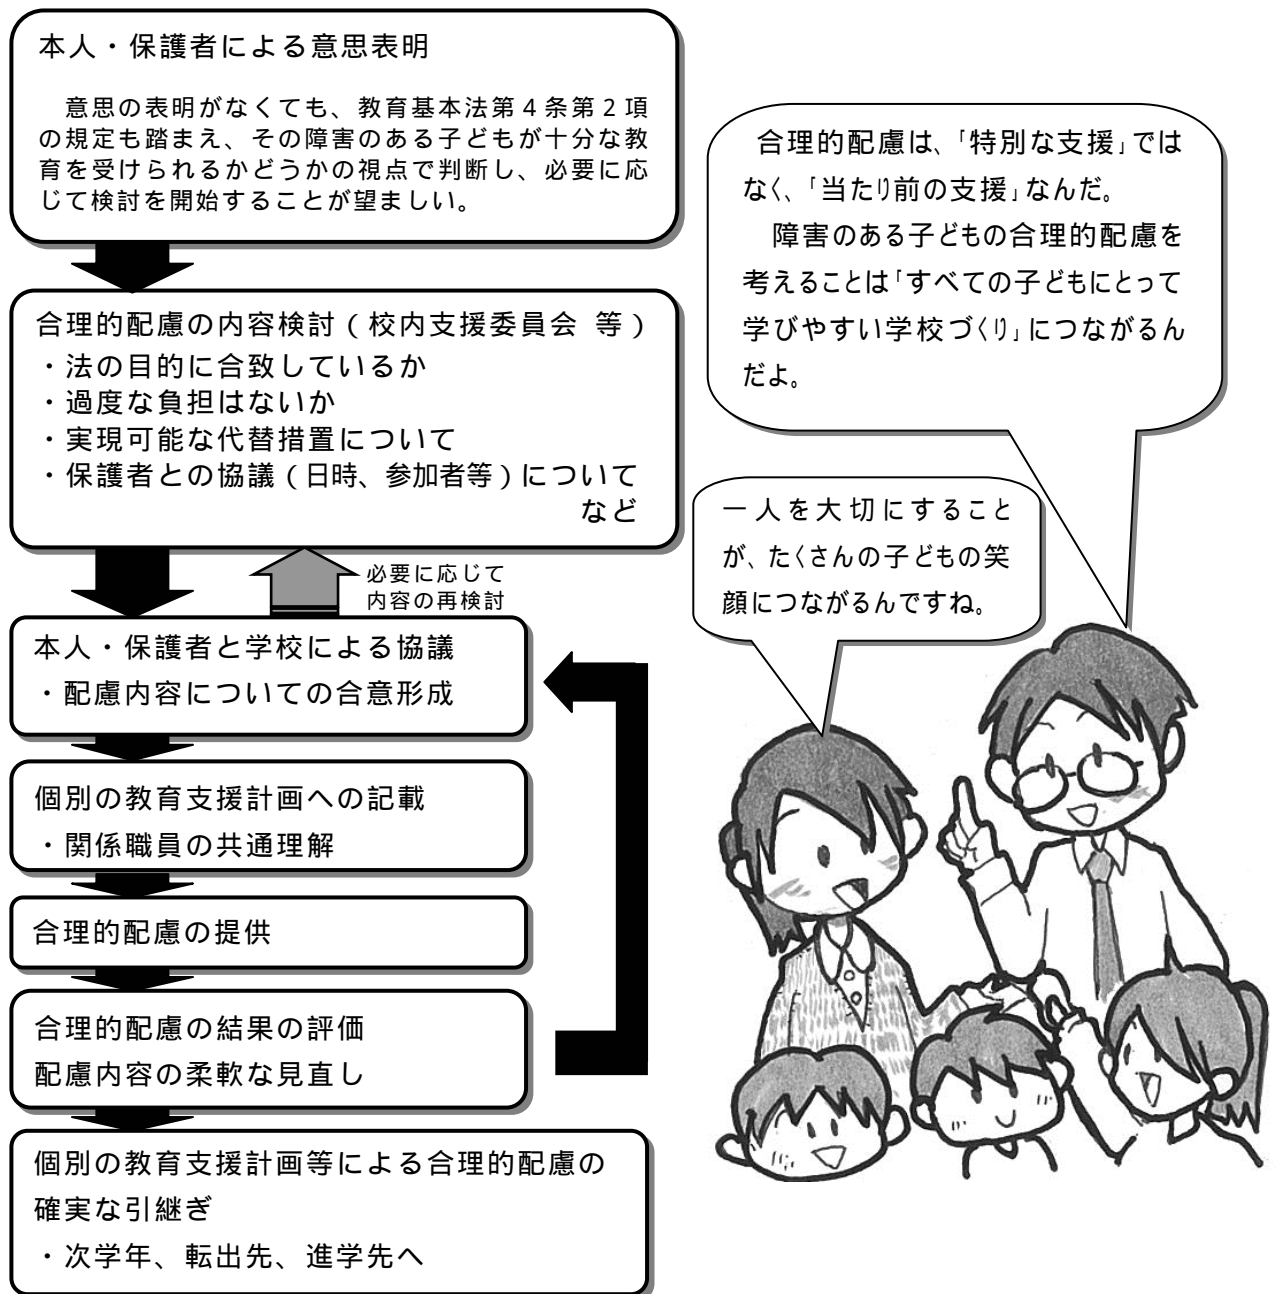 本人・保護者による意思表明
意思の表明がなくても、教育基本法第4条第2項
の規定も踏まえ、その障害のある子どもが十分な教
育を受けられるかどうかの視点で判断し、必要に応
じて検討を開始することが望ましい。
合理的配慮の内容検討(校内支援委員会 等)
・法の目的に合致しているか
・過度な負担はないか
・実現可能な代替措置について
・保護者との協議(日時、参加者等)について
など
必要に応じて
内容の再検討
本人・保護者と学校による協議
・配慮内容についての合意形成
個別の教育支援計画への記載
・関係職員の共通理解
合理的配慮の提供
合理的配慮の結果の評価
配慮内容の柔軟な見直し
個別の教育支援計画等による合理的配慮の
確実な引継ぎ
・次学年、転出先、進学先へ
合理的配慮は、「特別な支援」では
なく、「当たり前の支援」なんだ。
障害のある子どもの合理的配慮を
考えることは「すべての子どもにとって
学びやすい学校づくり」につながるん
だよ。
一人を大切にすること
が、たくさんの子どもの笑
顔につながるんですね。